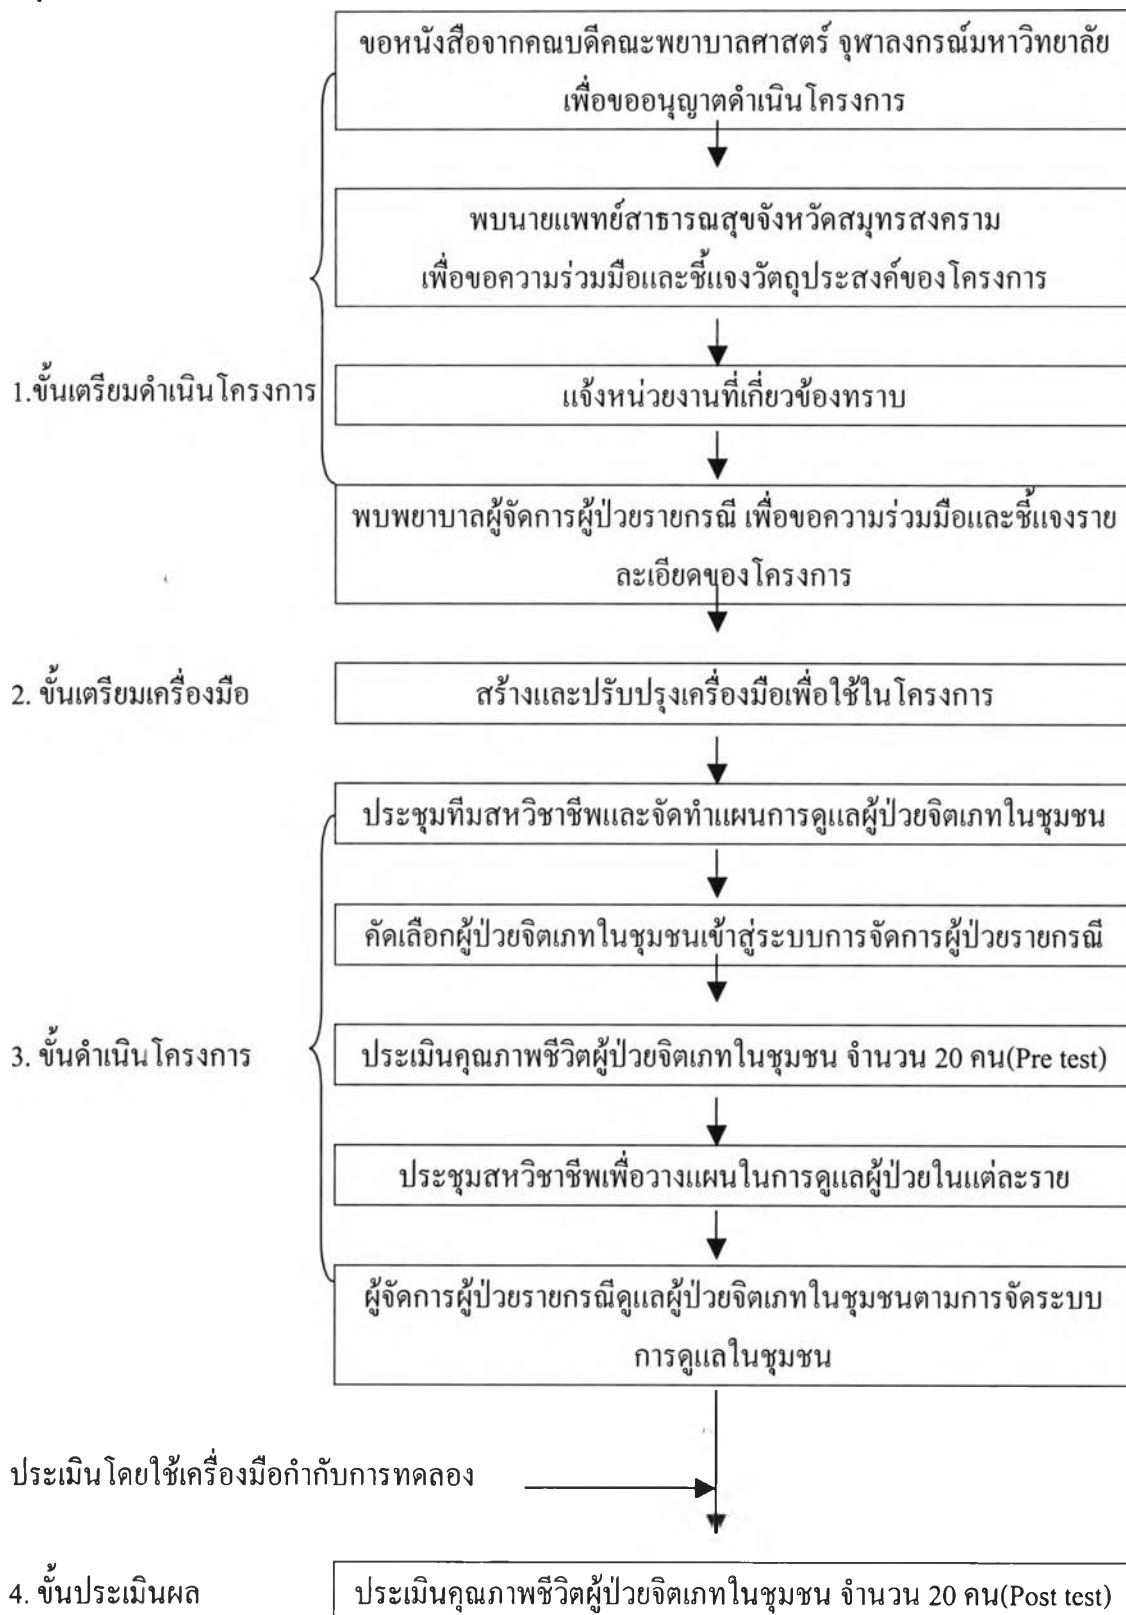 ขอหนังสือจากคณบดีคณะพยาบาลศาสตร์ จุฬาลงกรณ์มหาวิทยาลัย
เพื่อขออนุญาตดำเนินโครงการ
พบนายแพทย์สาธารณสุขจังหวัดสมุทรสงคราม
เพื่อขอความร่วมมือและชี้แจงวัตถุประสงค์ของโครงการ
1.ขั้นเตรียมดำเนินโครงการ
แจ้งหน่วยงานที่เกี่ยวข้องทราบ
พบพยาบาลผู้จัดการผู้ป่วยรายกรณี เพื่อขอความร่วมมือและชี้แจงราย
ละเอียดของโครงการ
2. ขั้นเตรียมเครื่องมือ
สร้างและปรับปรุงเครื่องมือเพื่อใช้ในโครงการ
ประชุมทีมสหวิชาชีพและจัดทำแผนการดูแลผู้ป่วยจิตเภทในชุมชน
คัดเลือกผู้ป่วยจิตเภทในชุมชนเข้าสู่ระบบการจัดการผู้ป่วยรายกรณี
3. ขั้นดำเนินโครงการ
ประเมินคุณภาพชีวิตผู้ป่วยจิตเภทในชุมชน จำนวน 20 คน(Pre test)
ประชุมสหวิชาชีพเพื่อวางแผนในการดูแลผู้ป่วยในแต่ละราย
ผู้จัดการผู้ป่วยรายกรณีดูแลผู้ป่วยจิตเภทในชุมชนตามการจัดระบบ
การดูแลในชุมชน
ประเมินโดยใช้เครื่องมือกำกับการทดลอง
4. ขั้นประเมินผล
ประเมินคุณภาพชีวิตผู้ป่วยจิตเภทในชุมชน จำนวน 20 คน(Post test)